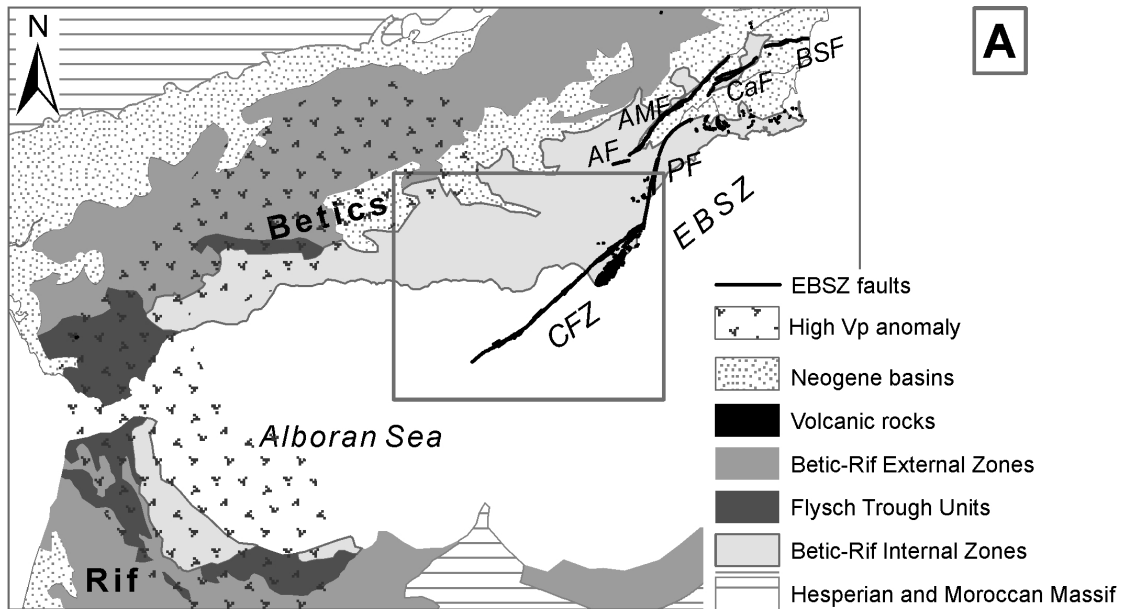 N
A
BSF
CaF
AMF
AF
PF
EBSZ
Betics
CFZ
Alboran Sea
Rif
EBSZ faults
High Vp anomaly
Neogene basins
Volcanic rocks
Betic-Rif External Zones
Flysch Trough Units
Betic-Rif Internal Zones
Hesperian and Moroccan Massif